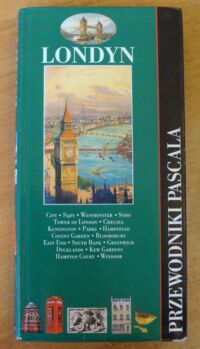 LONDYN
CITY • SĄDY • WESTMINSTER • SOHO
TOWER OF LONDON • CHELSEA
KENSINGTON • PARKI • HAMPSTEAD
COVENT GARDEN • BLOOMSBURY
EAST END • SOUTH BANK • GREENWICH
DOCKLANDS • KEW GARDENS
HAMPTON COURT • WINDSOR
PRZEWODNIKI PASCALA